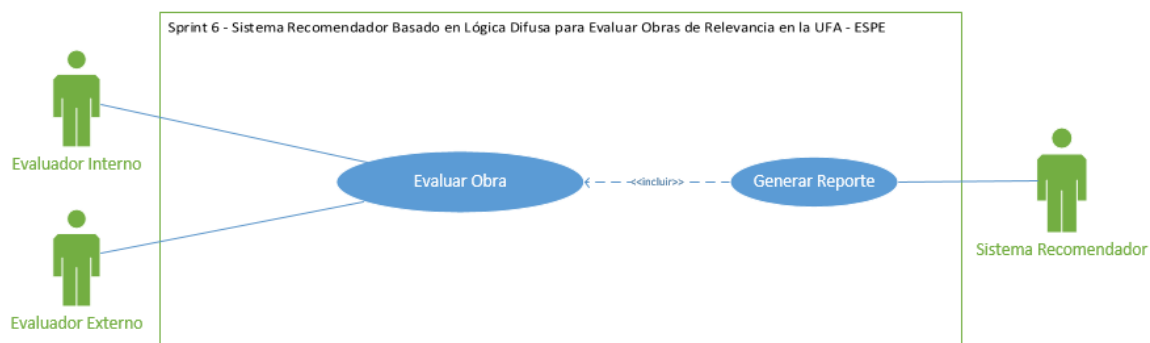 Sprint 6 - Sistema Recomendador Basado en Lógica Difusa para Evaluar Obras de Relevancia en la UFA - ESPE
Evaluador Interno
Evaluar Obra
<<incluir>>
Generar Reporte
Sistema Recomendador
Evaluador Externo